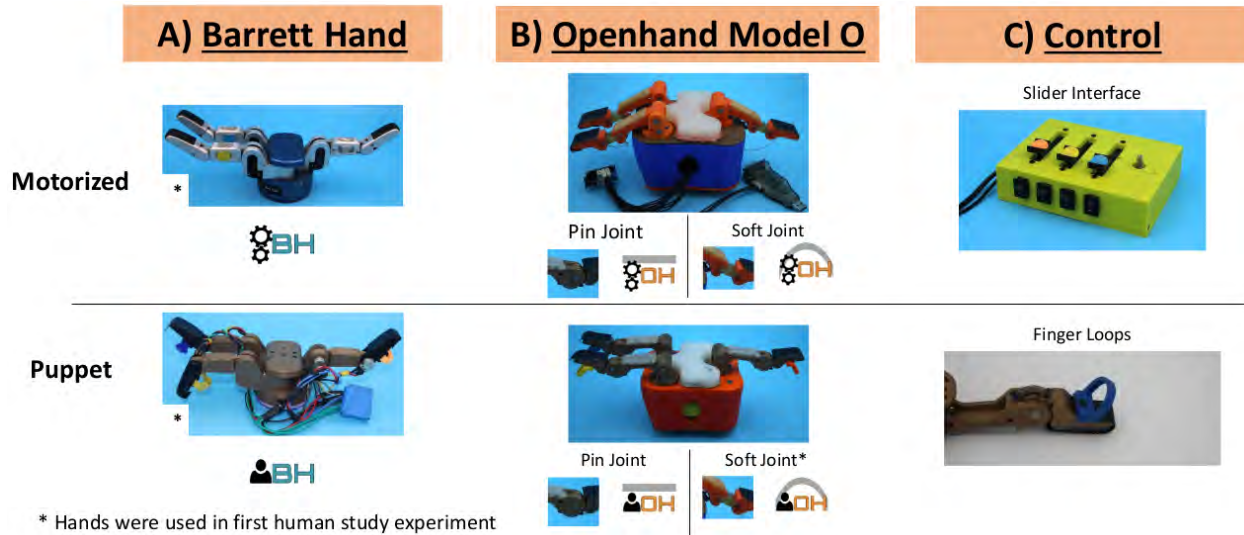 A) Barrett Hand
B) Openhand Model O
C) Control
Motorized
*
BH
Pin Joint
OH
Soft Joint
OH
Slider Interface
Puppet
*
BH
Pin Joint
OH
Soft Joint*
OH
Finger Loops
* Hands were used in first human study experiment